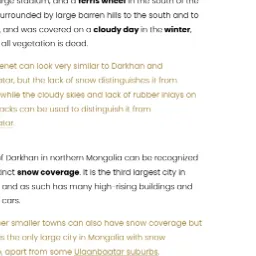 rge stadium, and a ferris wheel in the south of the
urrounded by large barren hills to the south and to
, and was covered on a cloudy day in the winter,
all vegetation is dead.
enet can look very similar to Darkhan and
tar, but the lack of snow distinguishes it from
while the cloudy skies and lack of rubber inlays on
acks can be used to distinguish it from
tar.
of Darkhan in northern Mongolia can be recognized
inct snow coverage. It is the third largest city in
and as such has many high-rising buildings and
cars.
er smaller towns can also have snow coverage but
s the only large city in Mongolia with snow
, apart from some Ulaanbaatar suburbs.